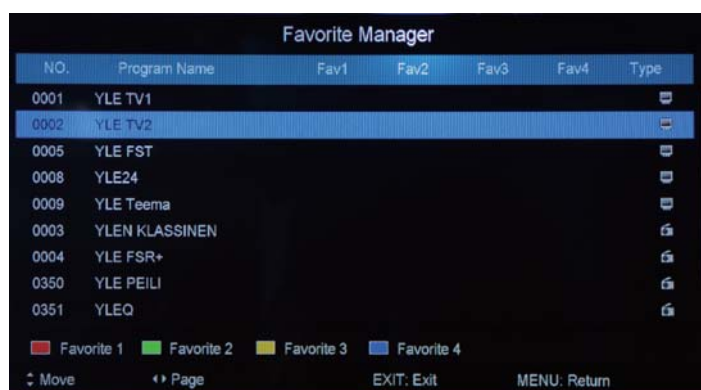 Favorite Manager
NO. Program Name Fav1 Fav2 Fav3 Fav4 Type
0001 YLE TV1
0002 YLE TV2
0005 YLE FST
0008 YLE24
0009 YLE Teema
0003 YLEN KLASSINEN
0004 YLE FSR+
0350 YLE PEILI
0351 YLEQ
Favorite 1 Favorite 2 Favorite 3 Favorite 4
Move Page EXIT: Exit MENU: Return